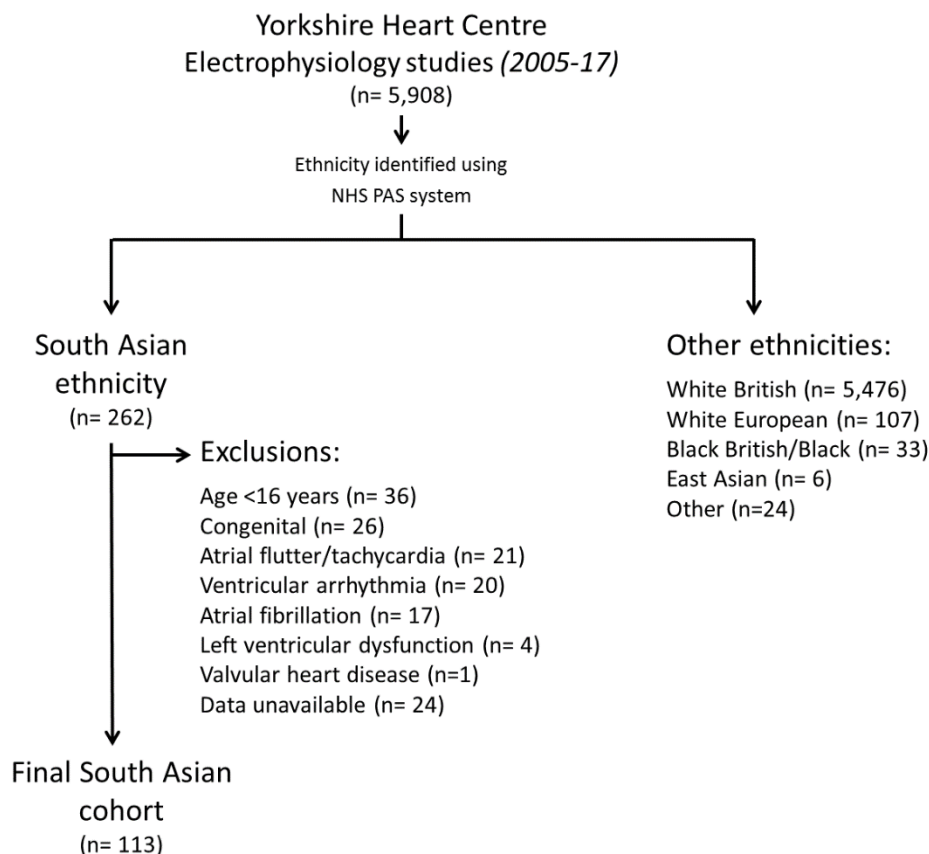 Yorkshire Heart Centre
Electrophysiology studies (2005-17)
(n= 5,908)
Ethnicity identified using
NHS PAS system
South Asian
ethnicity
(n= 262)
Other ethnicities:
White British (n= 5,476)
White European (n= 107)
Black British/Black (n= 33)
East Asian (n= 6)
Other (n=24)
Exclusions:
Age <16 years (n= 36)
Congenital (n= 26)
Atrial flutter/tachycardia (n= 21)
Ventricular arrhythmia (n= 20)
Atrial fibrillation (n= 17)
Left ventricular dysfunction (n= 4)
Valvular heart disease (n=1)
Data unavailable (n= 24)
Final South Asian
cohort
(n= 113)